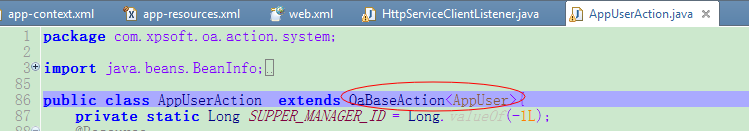 app-context.xml app-resources.xml web.xml HttpServiceClientListener.java AppUserAction.java
1 package com.xpsoft.oa.action.system;
2
3 import java.beans.BeanInfo;
85
86 public class AppUserAction extends OaBaseAction<AppUser>{
87 private static Long SUPPER_MANAGER_ID = Long.valueOf(-1L);
88 @Resource